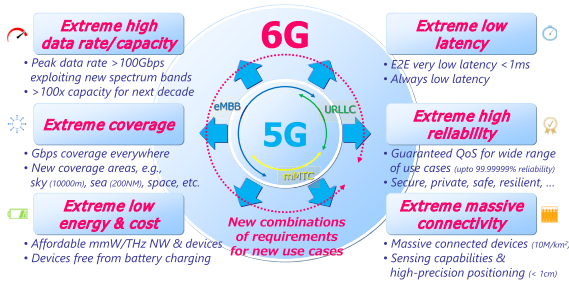 Extreme high
data rate/capacity
• Peak data rate >100Gbps
exploiting new spectrum bands
• >100x capacity for next decade
Extreme coverage
• Gbps coverage everywhere
• New coverage areas, e.g.,
sky (10000m), sea (200NM), space, etc.
Extreme low
energy & cost
• Affordable mmW/THz NW & devices
• Devices free from battery charging
6G
eMBB
URLLC
5G
mMTC
New combinations
of requirements
for new use cases
Extreme low
latency
• E2E very low latency <1ms
• Always low latency
Extreme high
reliability
• Guaranteed QoS for wide range
of use cases (upto 99.99999% reliability)
• Secure, private, safe, resilient, ...
Extreme massive
connectivity
• Massive connected devices (10M/km²)
• Sensing capabilities &
high-precision positioning (< 1cm)